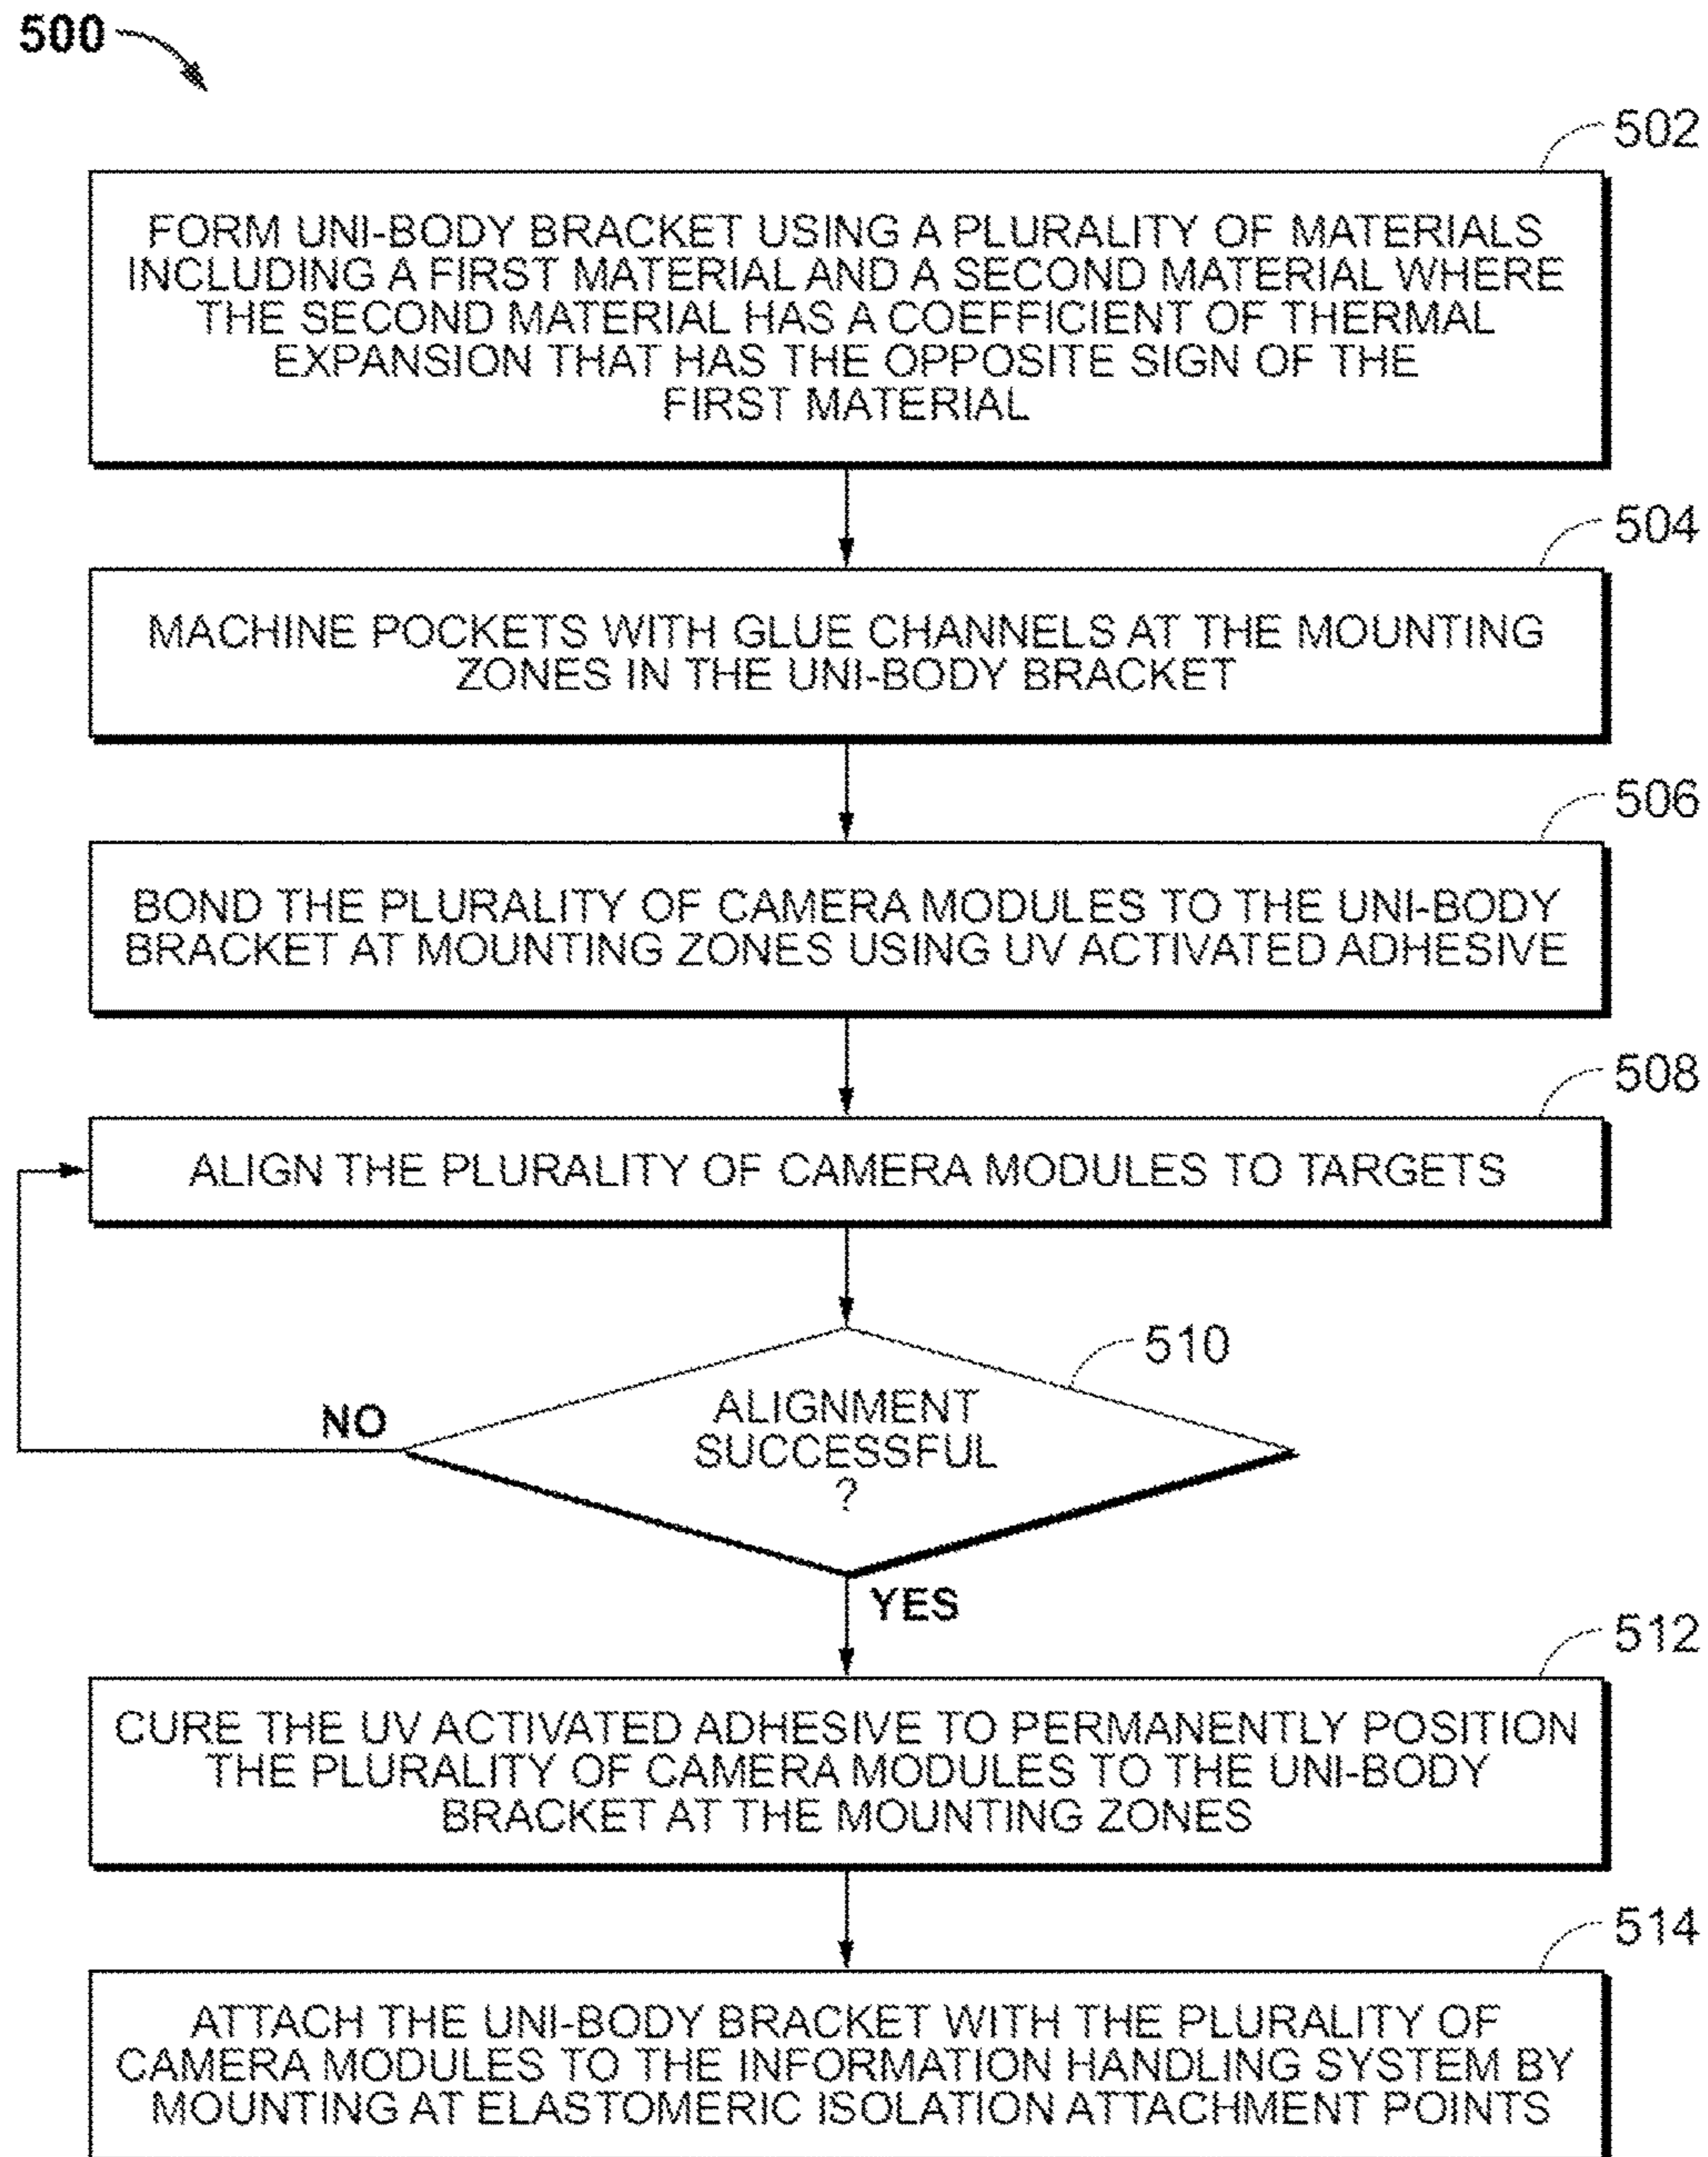 500
502
FORM UNI-BODY BRACKET USING A PLURALITY OF MATERIALS
INCLUDING A FIRST MATERIAL AND A SECOND MATERIAL WHERE
THE SECOND MATERIAL HAS A COEFFICIENT OF THERMAL
EXPANSION THAT HAS THE OPPOSITE SIGN OF THE
FIRST MATERIAL
504
MACHINE POCKETS WITH GLUE CHANNELS AT THE MOUNTING
ZONES IN THE UNI-BODY BRACKET
506
BOND THE PLURALITY OF CAMERA MODULES TO THE UNI-BODY
BRACKET AT MOUNTING ZONES USING UV ACTIVATED ADHESIVE
508
ALIGN THE PLURALITY OF CAMERA MODULES TO TARGETS
510
ALIGNMENT
SUCCESSFUL
?
NO
YES
512
CURE THE UV ACTIVATED ADHESIVE TO PERMANENTLY POSITION
THE PLURALITY OF CAMERA MODULES TO THE UNI-BODY
BRACKET AT THE MOUNTING ZONES
514
ATTACH THE UNI-BODY BRACKET WITH THE PLURALITY OF
CAMERA MODULES TO THE INFORMATION HANDLING SYSTEM BY
MOUNTING AT ELASTOMERIC ISOLATION ATTACHMENT POINTS